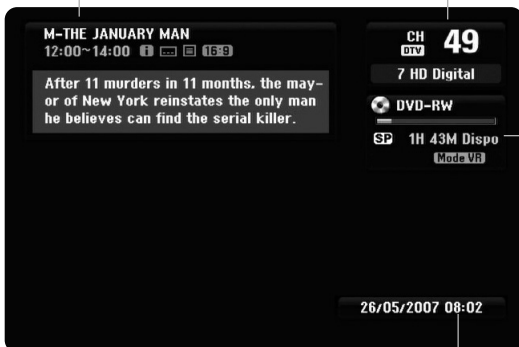 M-THE JANUARY MAN
12:00~14:00 i 16:9
After 11 murders in 11 months, the may-
or of New York reinstates the only man
he believes can find the serial killer.
CH DTV 49
7 HD Digital
DVD-RW
SP 1H 43M Dispo
Mode VR
26/05/2007 08:02